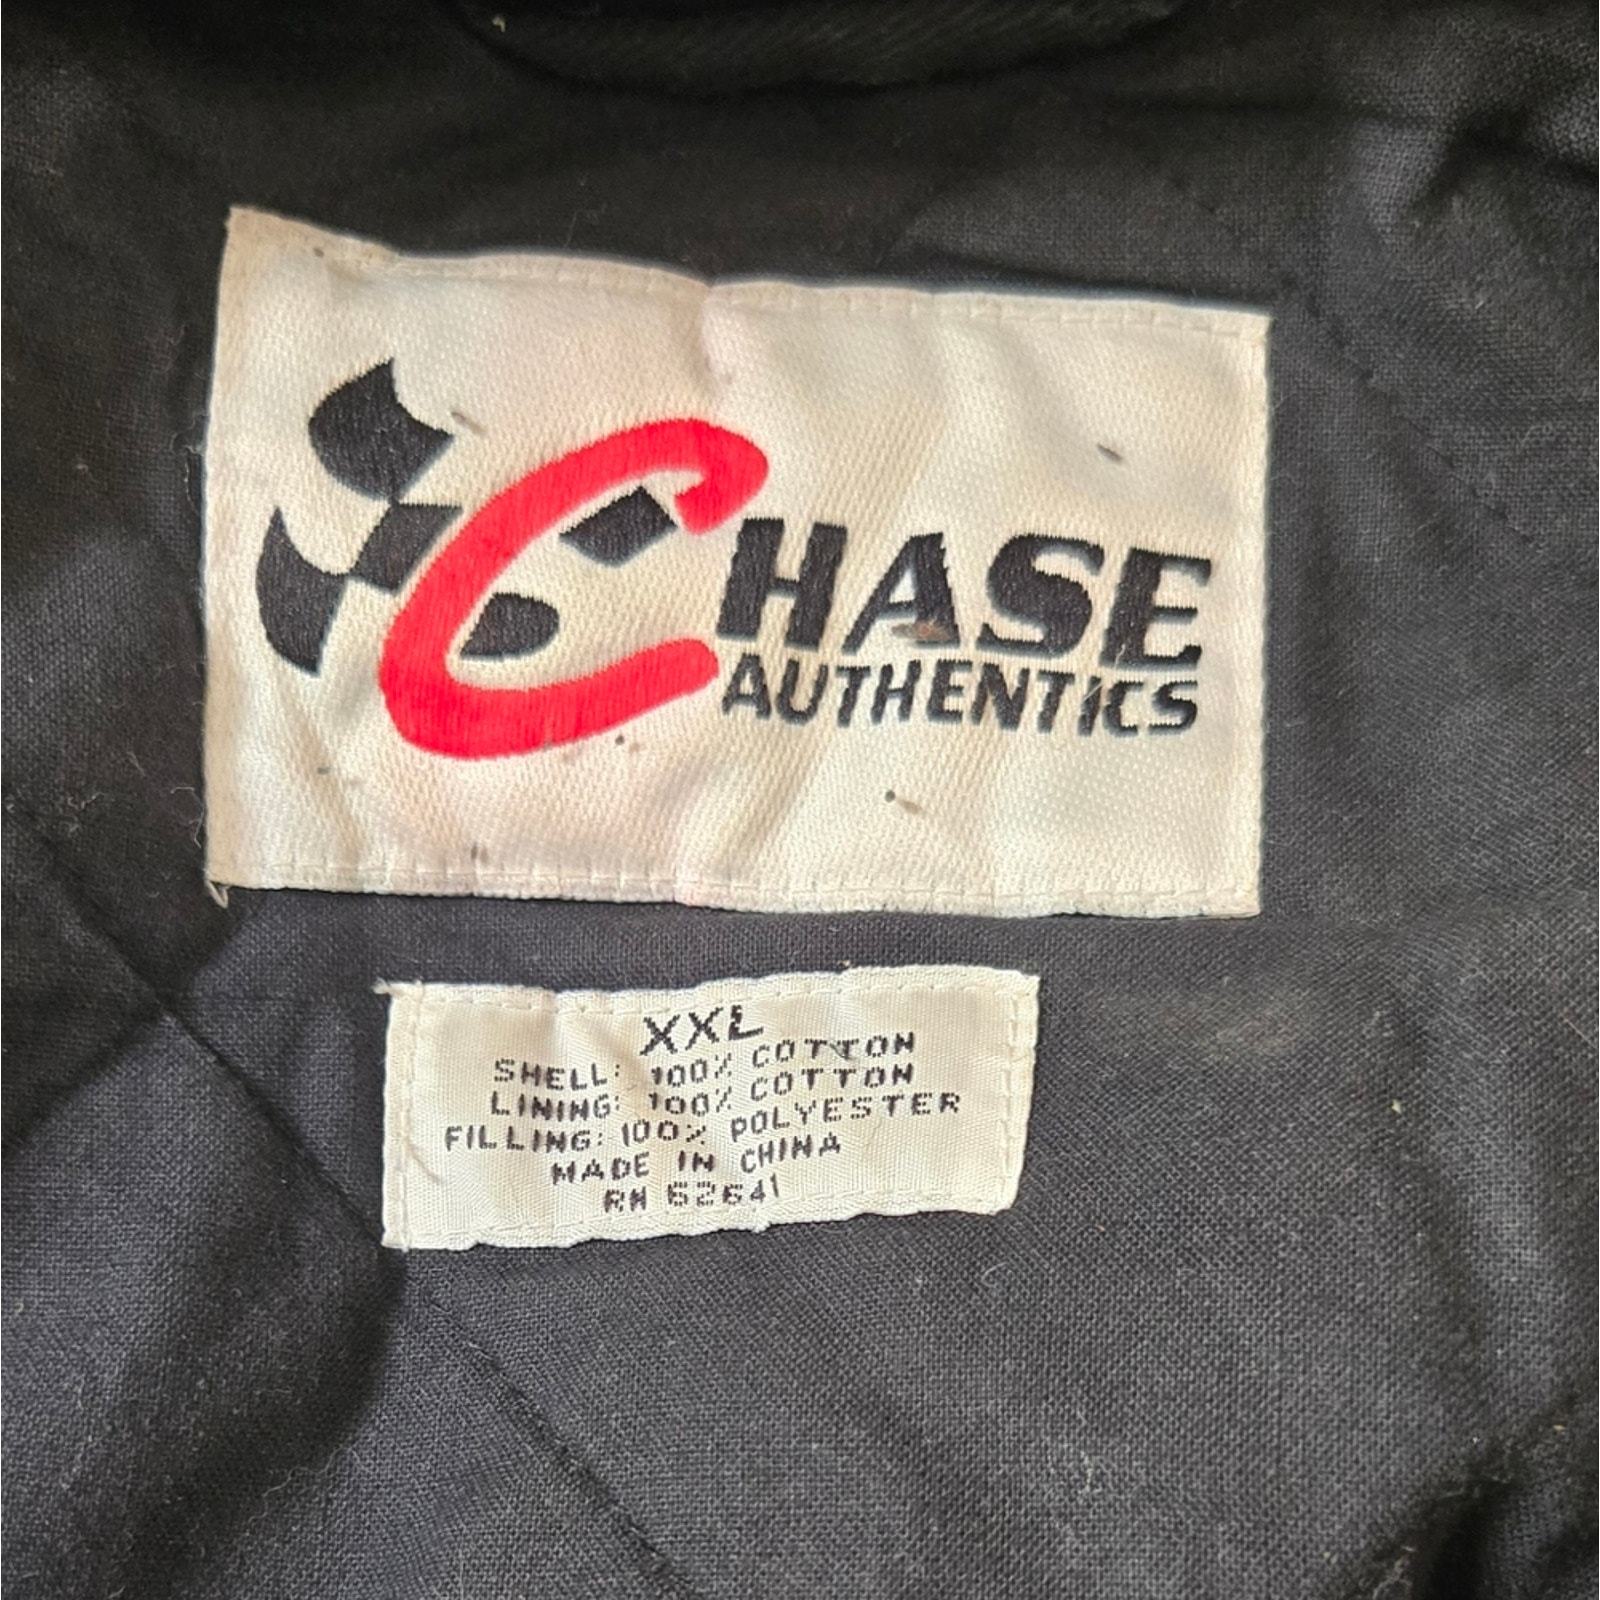 CHASE
AUTHENTICS
XXL
SHELL: 100% COTTON
LINING: 100% COTTON
FILLING: 100% POLYESTER
MADE IN CHINA
RN 62641